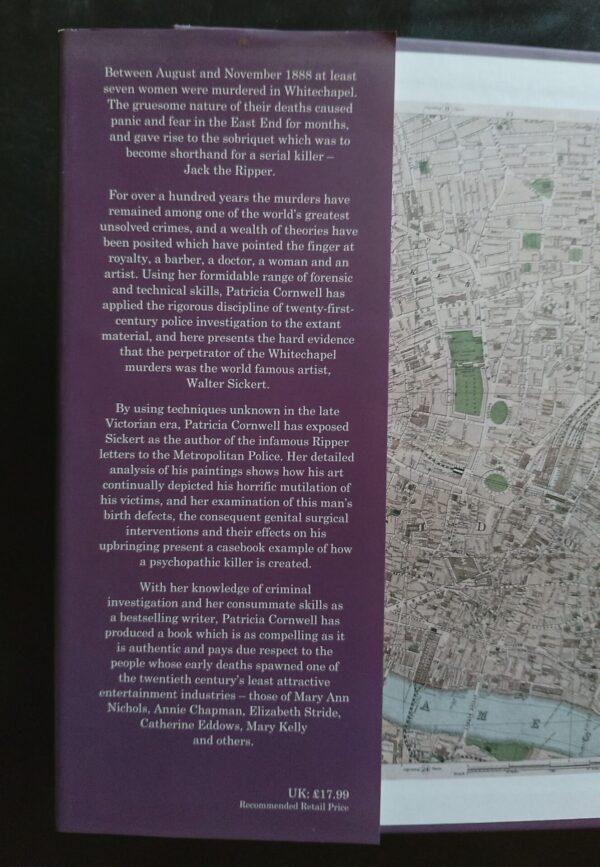 Between August and November 1888 at least
seven women were murdered in Whitechapel.
The gruesome nature of their deaths caused
panic and fear in the East End for months,
and gave rise to the sobriquet which was to
become shorthand for a serial killer –
Jack the Ripper.
For over a hundred years the murders have
remained among one of the world's greatest
unsolved crimes, and a wealth of theories have
been posited which have pointed the finger at
royalty, a barber, a doctor, a woman and an
artist. Using her formidable range of forensic
and technical skills, Patricia Cornwell has
applied the rigorous discipline of twenty-first-
century police investigation to the extant
material, and here presents the hard evidence
that the perpetrator of the Whitechapel
murders was the world famous artist,
Walter Sickert.
By using techniques unknown in the late
Victorian era, Patricia Cornwell has exposed
Sickert as the author of the infamous Ripper
letters to the Metropolitan Police. Her detailed
analysis of his paintings shows how his art
continually depicted his horrific mutilation of
his victims, and her examination of this man's
birth defects, the consequent genital surgical
interventions and their effects on his
upbringing present a casebook example of how
a psychopathic killer is created.
With her knowledge of criminal
investigation and her consummate skills as
a bestselling writer, Patricia Cornwell has
produced a book which is as compelling as it
is authentic and pays due respect to the
people whose early deaths spawned one of
the twentieth century's least attractive
entertainment industries – those of Mary Ann
Nichols, Annie Chapman, Elizabeth Stride,
Catherine Eddows, Mary Kelly
and others.
UK: £17.99
Recommended Retail Price